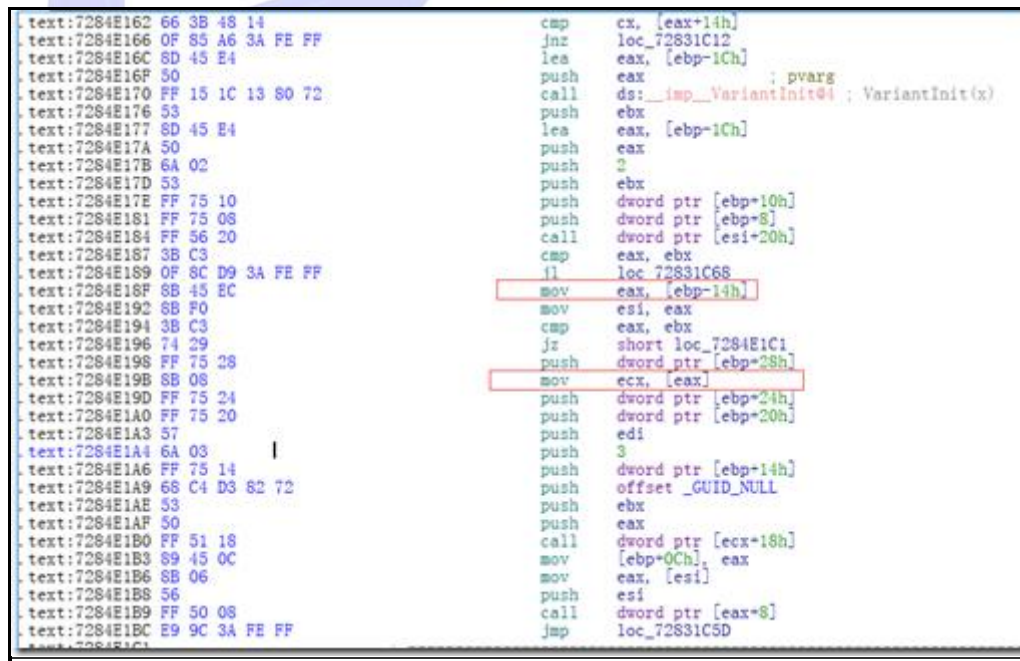 .text:7284E162 66 3B 48 14 cmp cx, [eax+14h]
.text:7284E166 0F 85 A6 3A FE FF jnz loc_72831C12
.text:7284E16C 8D 45 E4 lea eax, [ebp-1Ch]
.text:7284E16F 50 push eax ; pvarg
.text:7284E170 FF 15 1C 13 80 72 call ds:__imp__VariantInit@4 ; VariantInit(x)
.text:7284E176 53 push ebx
.text:7284E177 8D 45 E4 lea eax, [ebp-1Ch]
.text:7284E17A 50 push eax
.text:7284E17B 6A 02 push 2
.text:7284E17D 53 push ebx
.text:7284E17E FF 75 10 push dword ptr [ebp+10h]
.text:7284E181 FF 75 08 push dword ptr [ebp+8]
.text:7284E184 FF 56 20 call dword ptr [esi+20h]
.text:7284E187 3B C3 cmp eax, ebx
.text:7284E189 0F 8C D9 3A FE FF jl loc_72831C68
.text:7284E18F 8B 45 EC mov eax, [ebp-14h]
.text:7284E192 8B F0 mov esi, eax
.text:7284E194 3B C3 cmp eax, ebx
.text:7284E196 74 29 jz short loc_7284E1C1
.text:7284E198 FF 75 28 push dword ptr [ebp+28h]
.text:7284E19B 8B 08 mov ecx, [eax]
.text:7284E19D FF 75 24 push dword ptr [ebp+24h]
.text:7284E1A0 FF 75 20 push dword ptr [ebp+20h]
.text:7284E1A3 57 push edi
.text:7284E1A4 6A 03 push 3
.text:7284E1A6 FF 75 14 push dword ptr [ebp+14h]
.text:7284E1A9 68 C4 D3 82 72 push offset _GUID_NULL
.text:7284E1AE 53 push ebx
.text:7284E1AF 50 push eax
.text:7284E1B0 FF 51 18 call dword ptr [ecx+18h]
.text:7284E1B3 89 45 0C mov [ebp+0Ch], eax
.text:7284E1B6 8B 06 mov eax, [esi]
.text:7284E1B8 56 push esi
.text:7284E1B9 FF 50 08 call dword ptr [eax+8]
.text:7284E1BC E9 9C 3A FE FF jmp loc_72831C5D